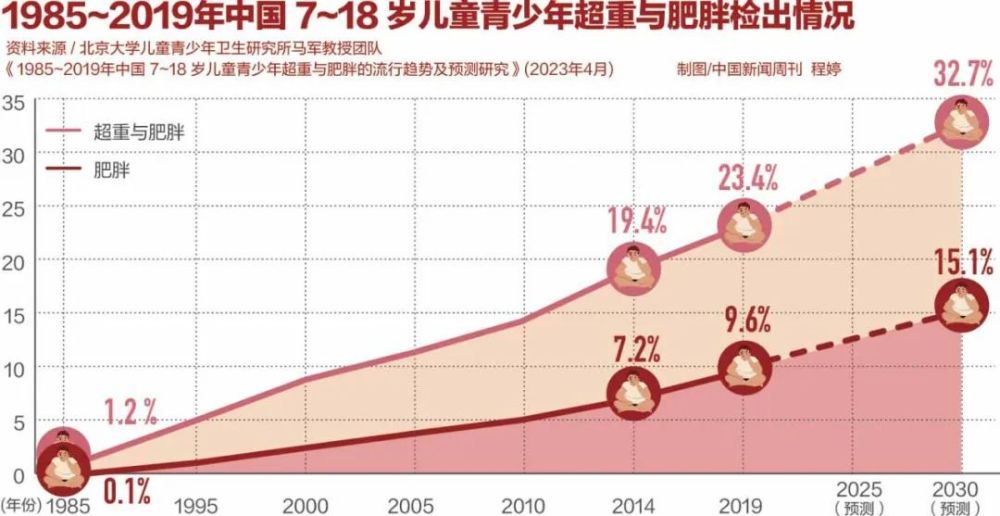 1985~2019年中国 7~18 岁儿童青少年超重与肥胖检出情况
资料来源 / 北京大学儿童青少年卫生研究所马军教授团队
《1985~2019年中国 7~18 岁儿童青少年超重与肥胖的流行趋势及预测研究》(2023年4月) 制图/中国新闻周刊 程婷
35
超重与肥胖
肥胖
30
25
20
15
10
5
0
1.2 %
19.4%
23.4%
32.7%
0.1%
7.2%
9.6%
15.1%
(年份) 1985 1995 2000 2005 2010 2014 2019 2025 2030
(预测) (预测)